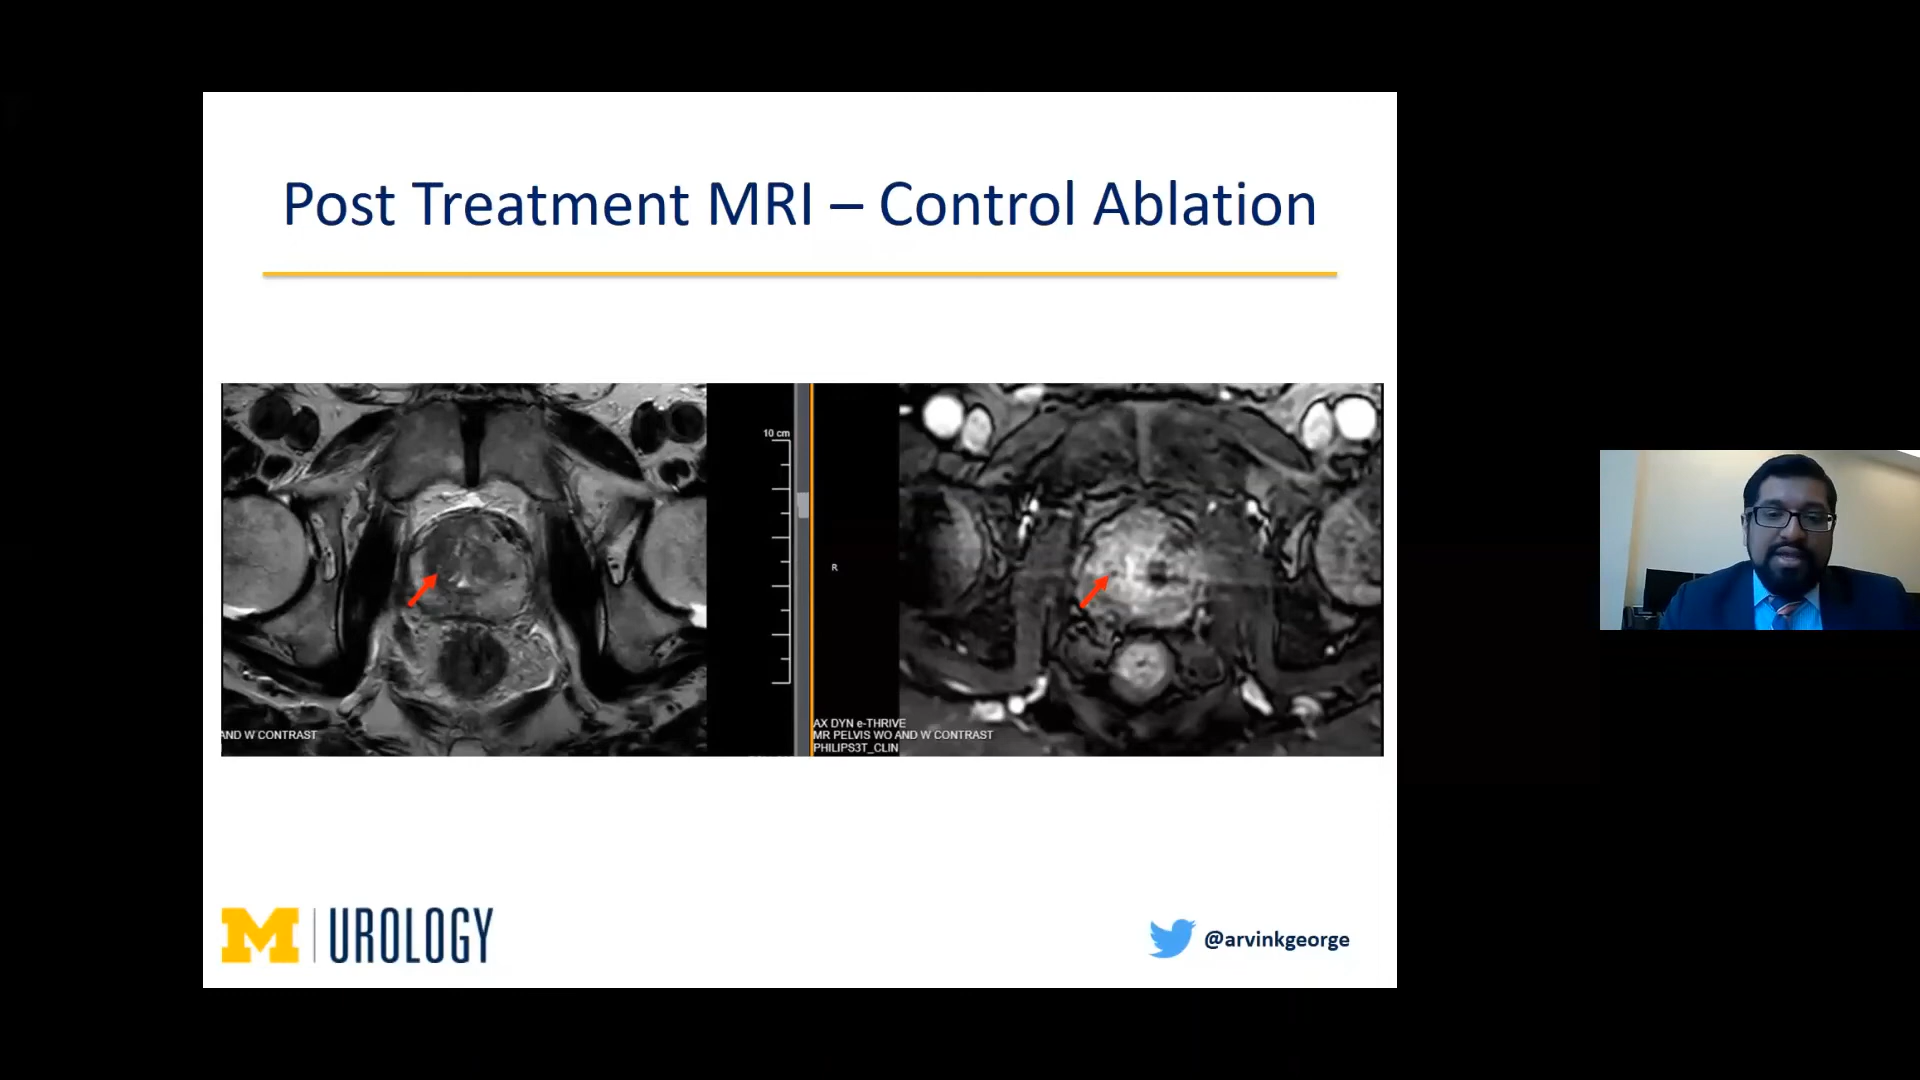 Post Treatment MRI – Control Ablation
10 cm
R
AND W CONTRAST
AX DYN e-THRIVE
MR PELVIS WO AND W CONTRAST
PHILIPS3T_CLIN
M UROLOGY
@arvinkgeorge